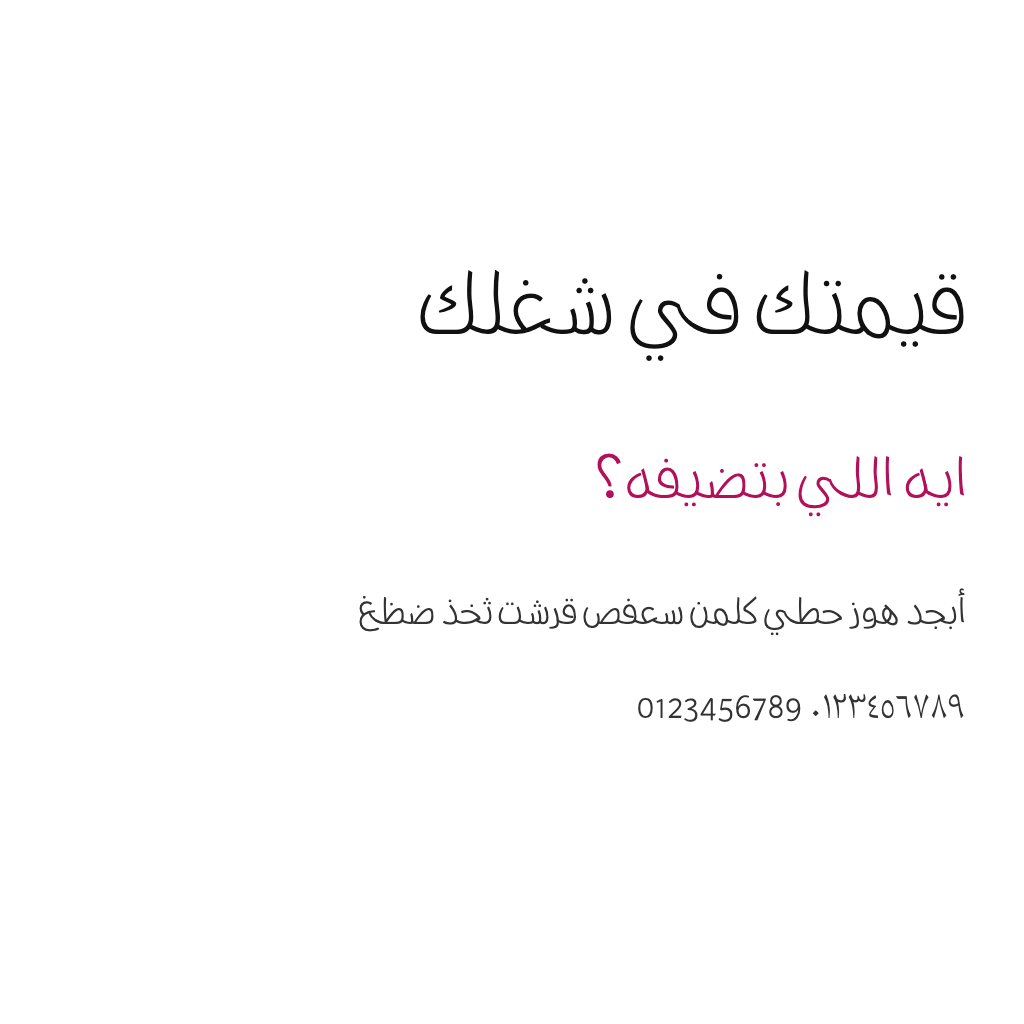 قيمتك في شغلك
ايه اللي بتضيفه؟
أبجد هوز حطي كلمن سعفص قرشت ثخذ ضظغ
٠١٢٣٤٥٦٧٨٩ 0123456789